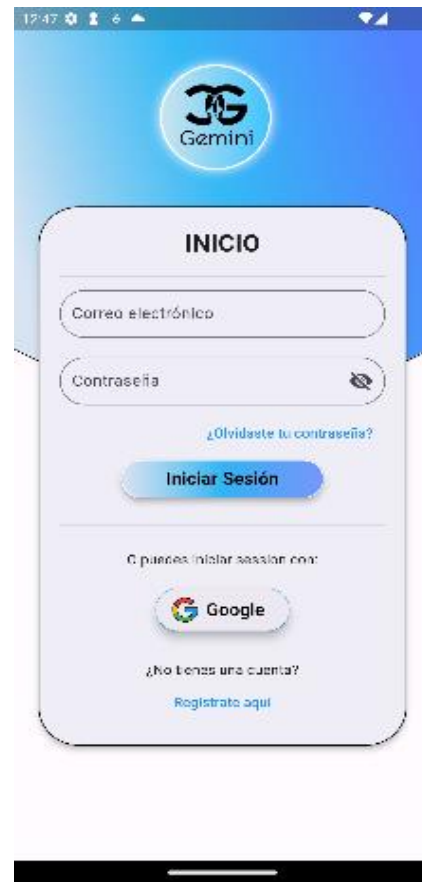 12:47
Gemini
INICIO
Correo electrónico
Contraseña
¿Olvidaste tu contraseña?
Iniciar Sesión
O puedes iniciar session con:
Google
¿No tienes una cuenta?
Registrate aquí